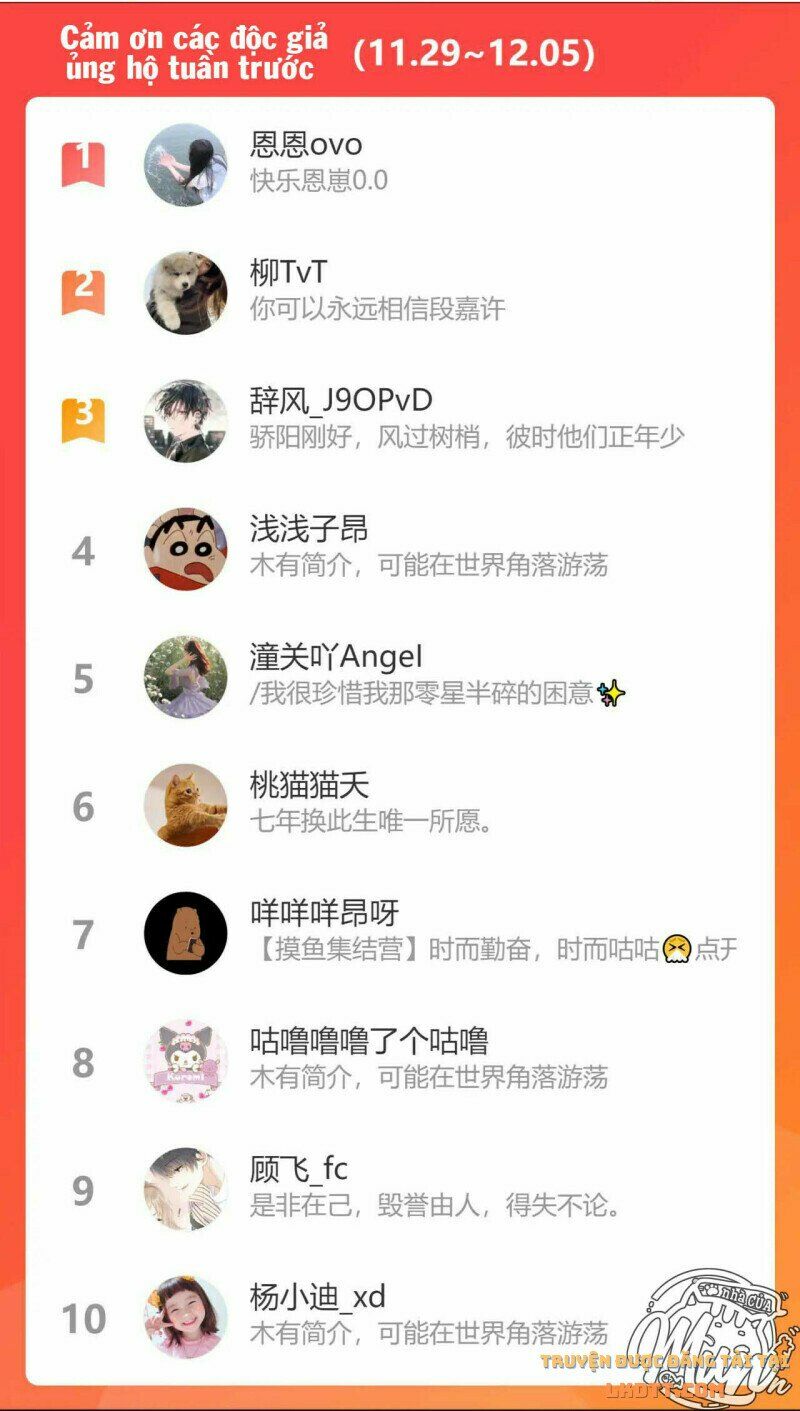 Cảm ơn các độc giả
ủng hộ tuần trước
(11.29~12.05)
1
恩恩ovo
快乐恩崽0.0
2
柳TvT
你可以永远相信段嘉许
3
辞风_J9OPvD
骄阳刚好，风过树梢，彼时他们正年少
4
浅浅子昂
木有简介，可能在世界角落游荡
5
潼关吖Angel
/我很珍惜我那零星半碎的困意✨
6
桃猫猫夭
七年换此生唯一所愿。
7
咩咩咩昂呀
【摸鱼集结营】时而勤奋，时而咕咕😤点开
8
咕噜噜噜了个咕噜
木有简介，可能在世界角落游荡
Kuromi
9
顾飞_fc
是非在己，毁誉由人，得失不论。
10
杨小迪_xd
木有简介，可能在世界角落游荡
nhà CỦA
TRUYỆN ĐƯỢC ĐĂNG TẢI TẠI
LKDTT.COM